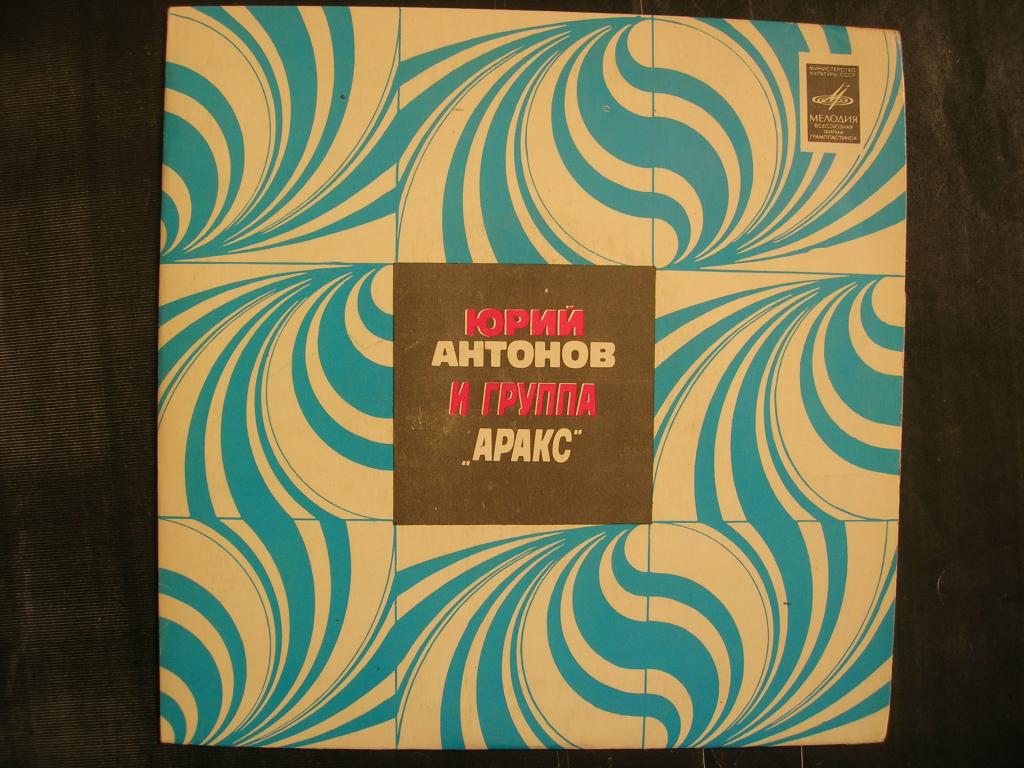 МИНИСТЕРСТВО
КУЛЬТУРЫ СССР
МЕЛОДИЯ
ВСЕСОЮЗНАЯ
ФИРМА
ГРАМПЛАСТИНОК
ЮРИЙ
АНТОНОВ
И ГРУППА
„АРАКС“